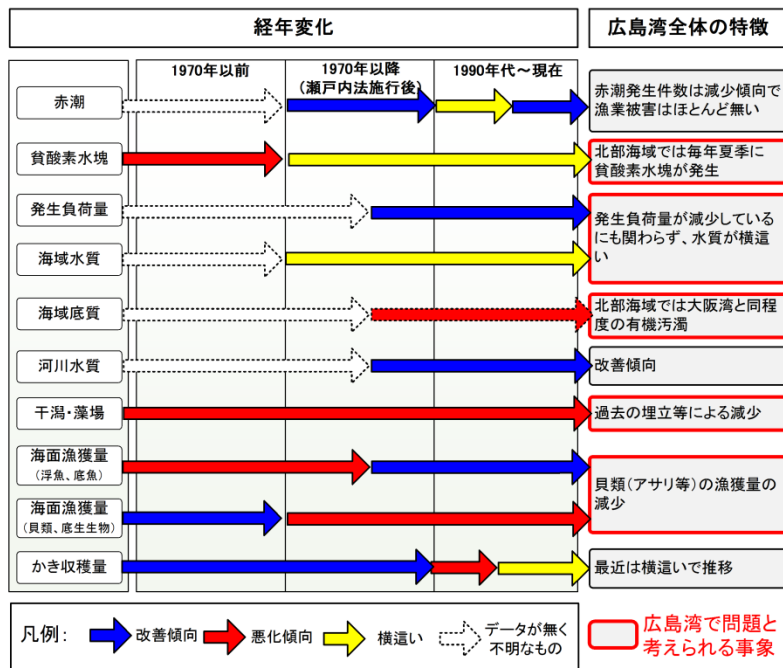 経年変化
広島湾全体の特徴
1970年以前
1970年以降
(瀬戸内法施行後)
1990年代～現在
赤潮
赤潮発生件数は減少傾向で
漁業被害はほとんど無い
貧酸素水塊
北部海域では毎年夏季に
貧酸素水塊が発生
発生負荷量
発生負荷量が減少している
にも関わらず、水質が横這
い
海域水質
海域底質
北部海域では大阪湾と同程
度の有機汚濁
河川水質
改善傾向
干潟・藻場
過去の埋立等による減少
海面漁獲量
(浮魚、底魚)
貝類(アサリ等)の漁獲量の
減少
海面漁獲量
(貝類、底生生物)
かき収穫量
最近は横這いで推移
凡例：
改善傾向
悪化傾向
横這い
データが無く
不明なもの
広島湾で問題と
考えられる事象